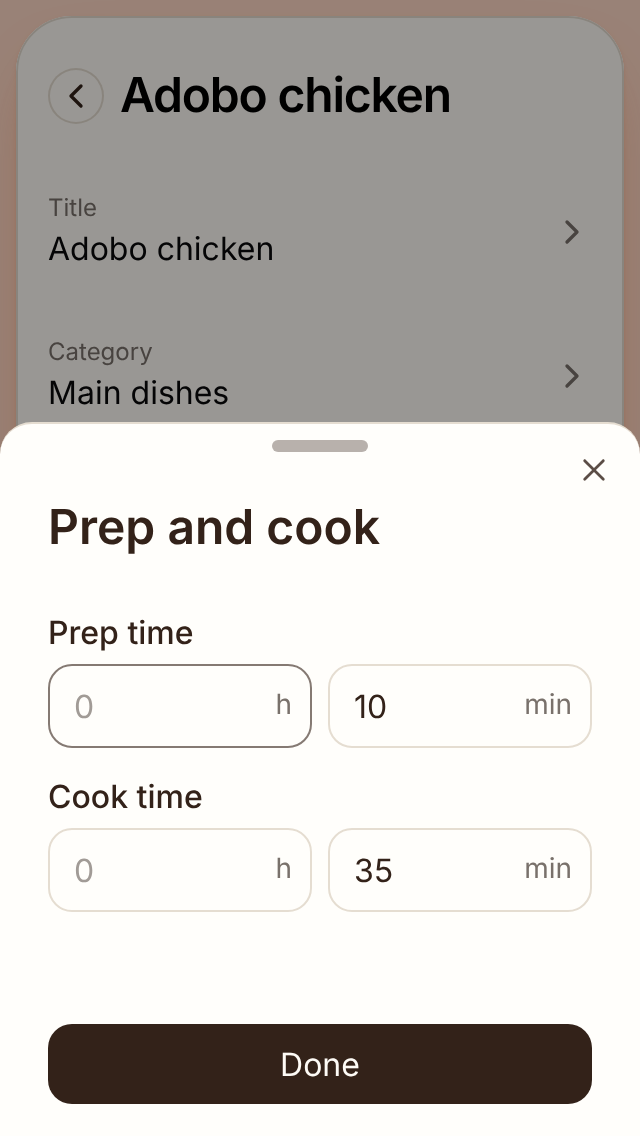 Adobo chicken
Title
Adobo chicken
Category
Main dishes
Prep and cook
Prep time
0 h 10 min
Cook time
0 h 35 min
Done